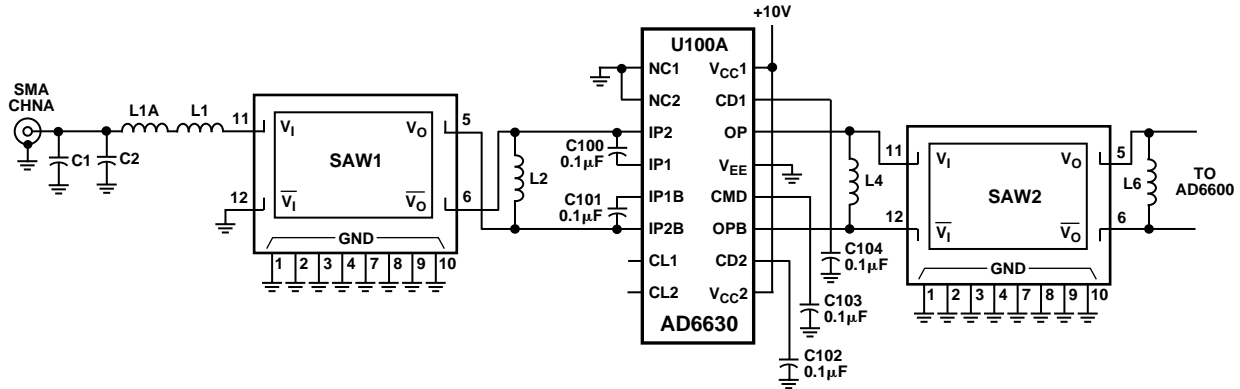 +10V
U100A
SMA
CHNA
L1A
L1
C1
C2
11
VI
VO
5
SAW1
12
VI
VO
6
GND
1 2 3 4 7 8 9 10
L2
C100
0.1µF
C101
0.1µF
NC1
NC2
IP2
IP1
IP1B
IP2B
CL1
CL2
VCC1
CD1
OP
VEE
CMD
OPB
CD2
VCC2
AD6630
C104
0.1µF
C103
0.1µF
C102
0.1µF
L4
11
VI
VO
5
SAW2
12
VI
VO
6
GND
1 2 3 4 7 8 9 10
L6
TO
AD6600